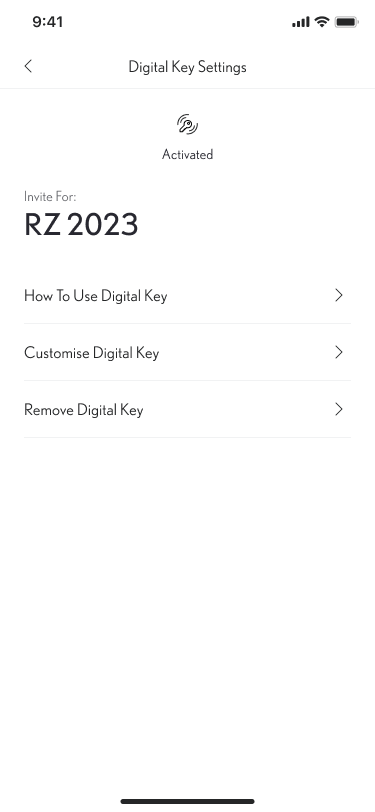 9:41
Digital Key Settings
Activated
Invite For:
RZ 2023
How To Use Digital Key
Customise Digital Key
Remove Digital Key